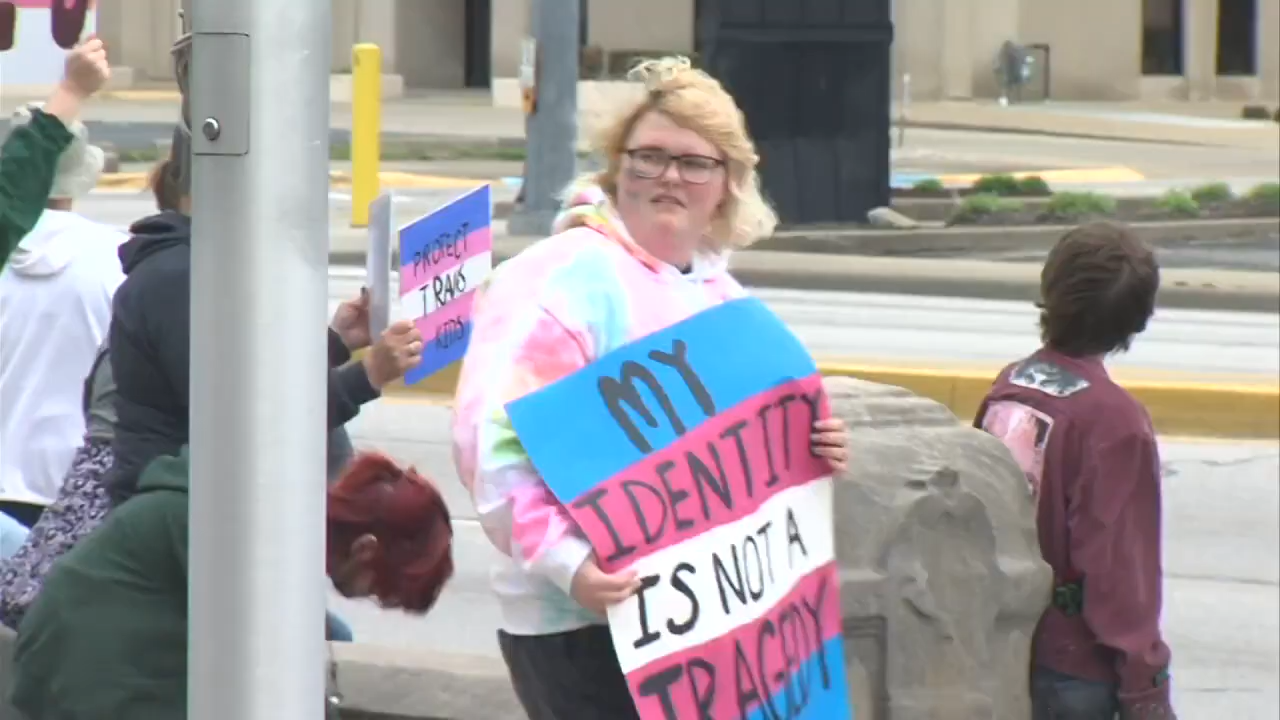 PROTECT
TRANS
KIDS
MY
IDENTITY
IS NOT A
TRAGEDY